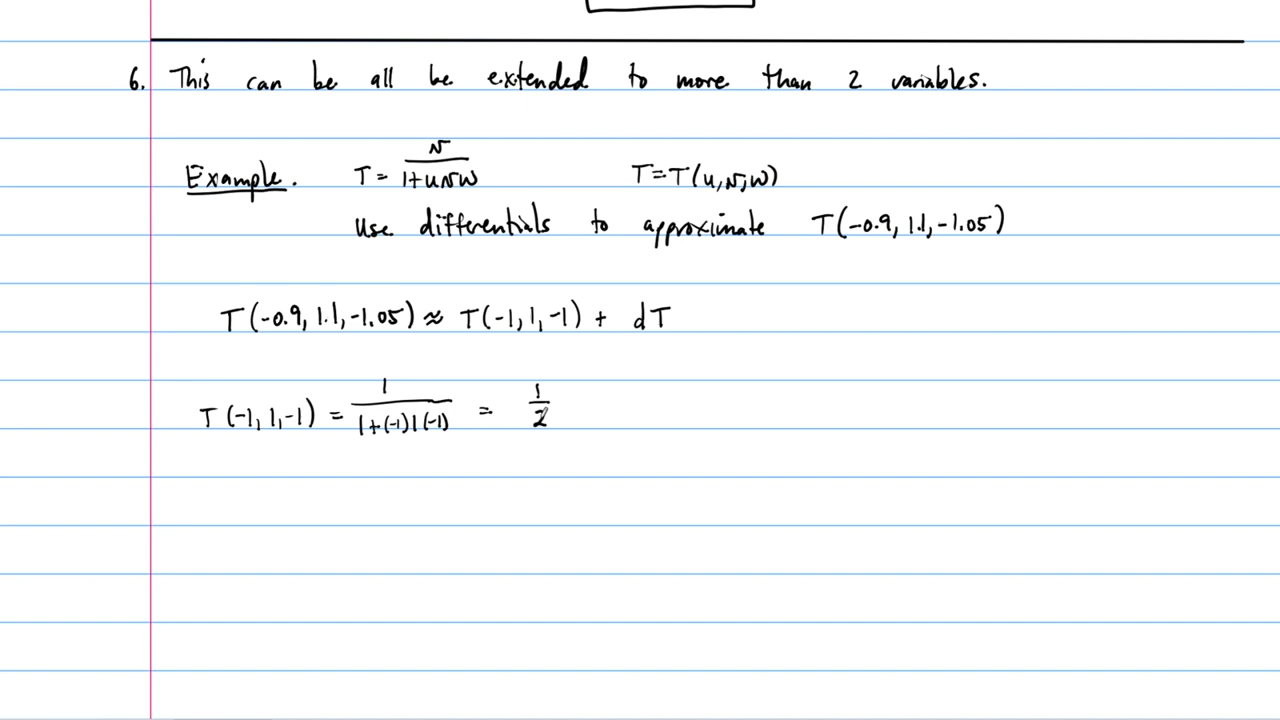 6. This can be all be extended to more than 2 variables.
Example. T = v/(1+uvw) T=T(u,v,w)
Use differentials to approximate T(-0.9, 1.1, -1.05)
T(-0.9, 1.1, -1.05) ≈ T(-1, 1, -1) + dT
T(-1, 1, -1) = 1/(1+(-1)1(-1)) = 1/2